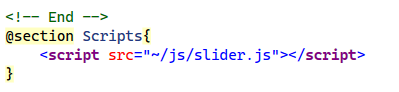 <!-- End -->
@section Scripts{
    <script src="~/js/slider.js"></script>
}